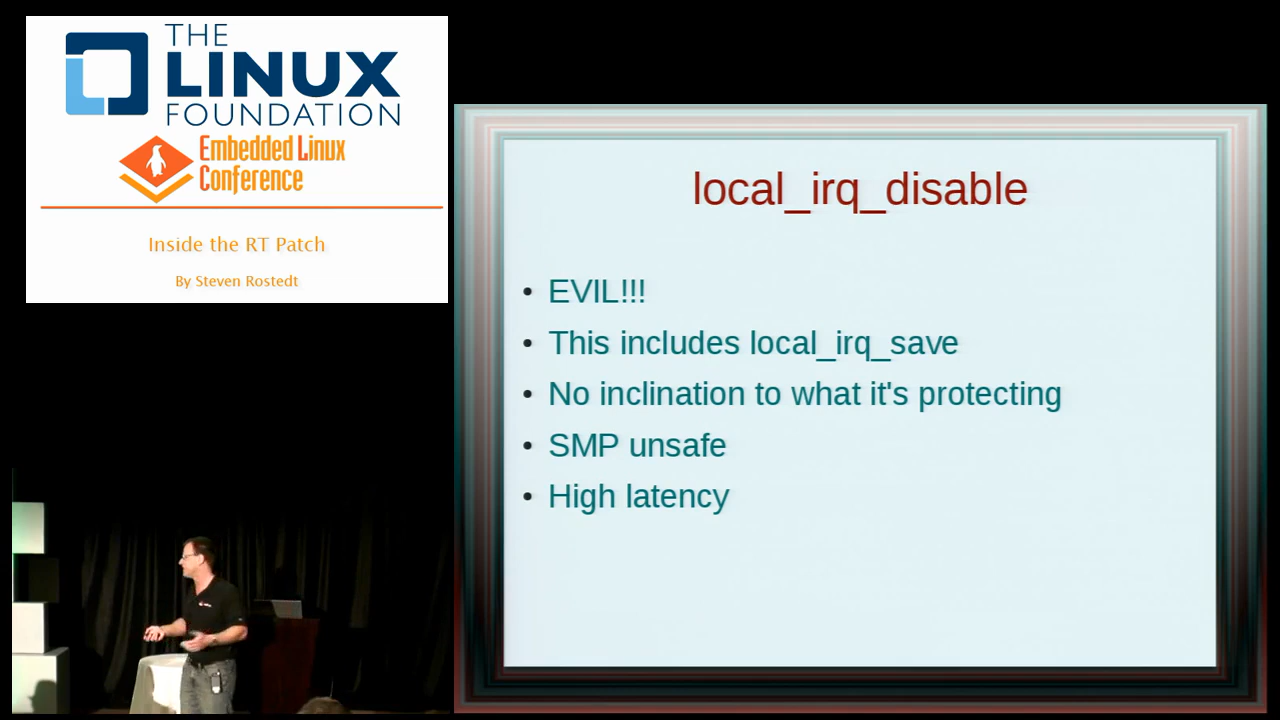 THE
LINUX
FOUNDATION
Embedded Linux
Conference
Inside the RT Patch
By Steven Rostedt
local_irq_disable
• EVIL!!!
• This includes local_irq_save
• No inclination to what it's protecting
• SMP unsafe
• High latency